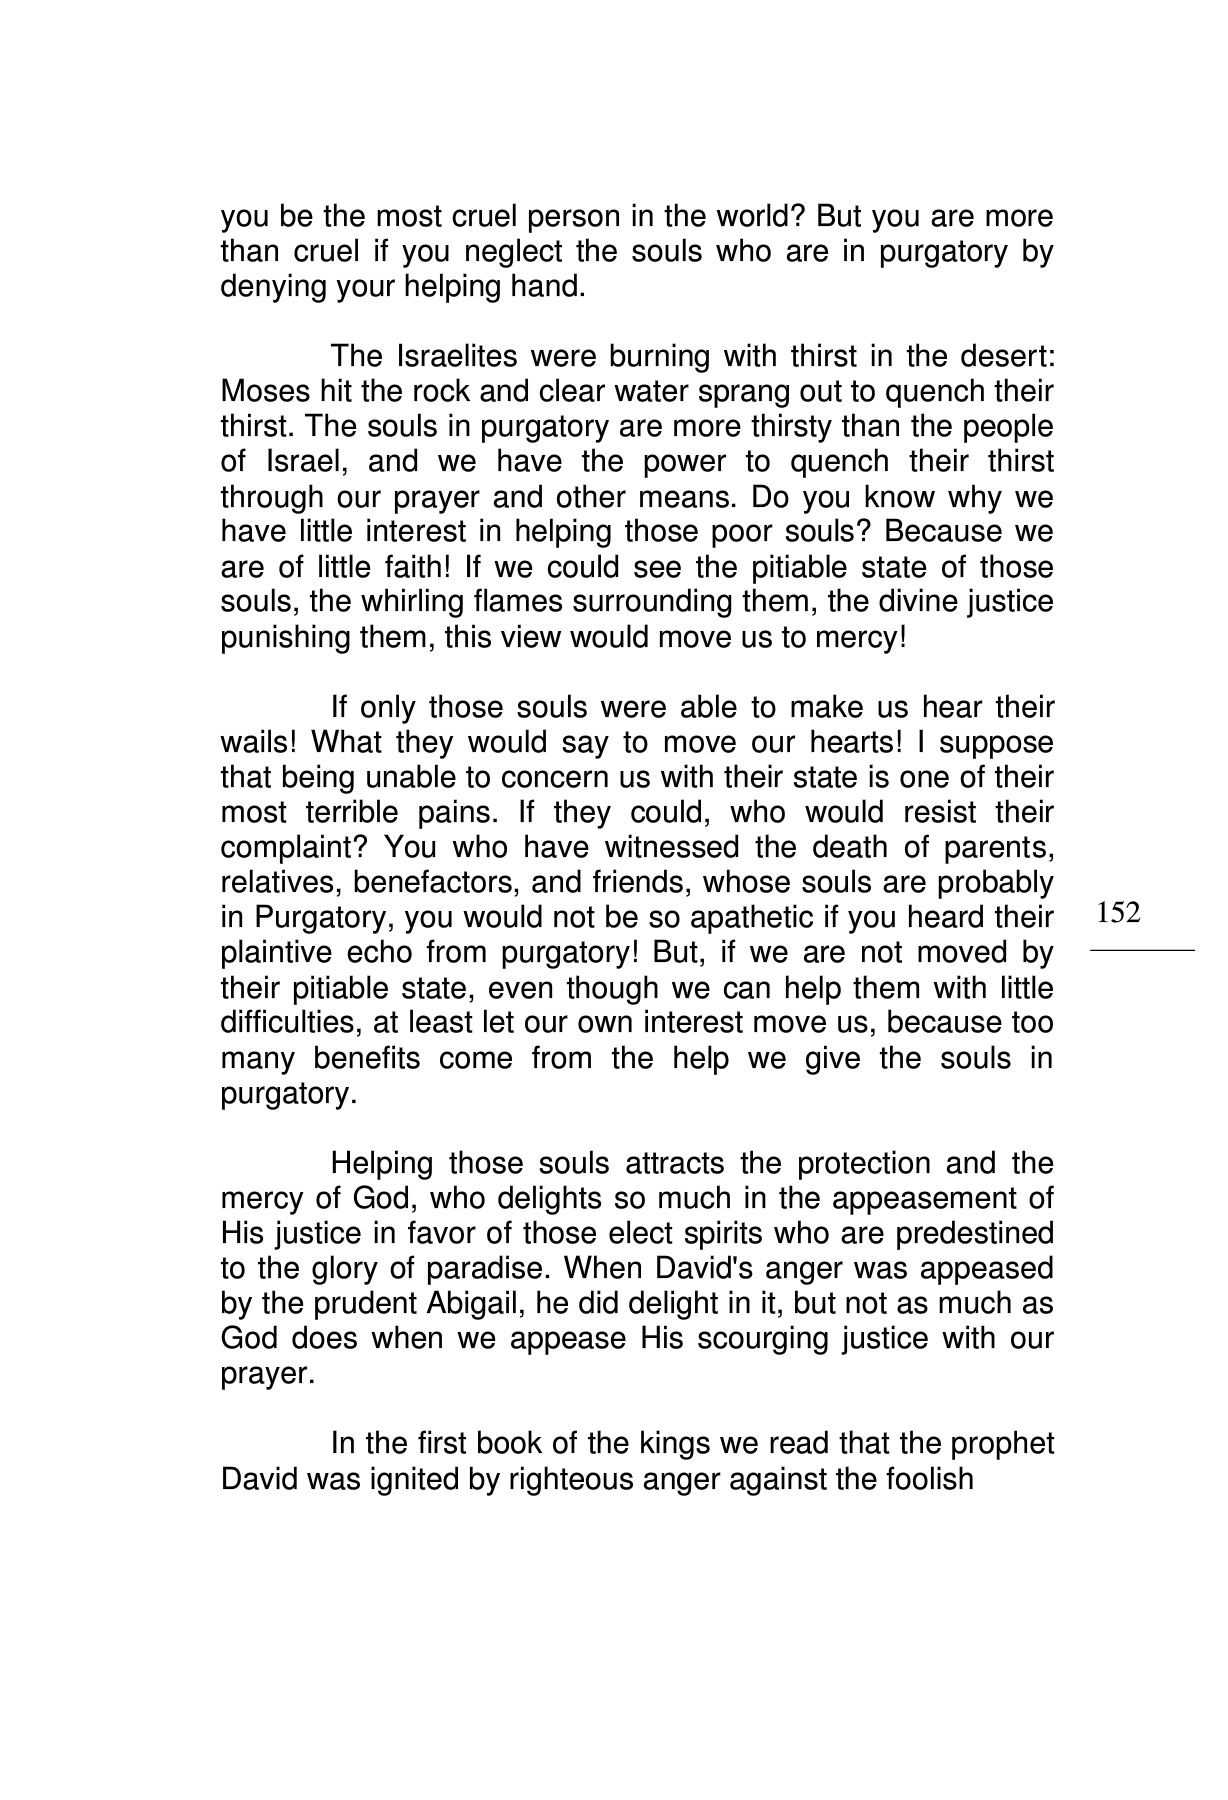 you be the most cruel person in the world? But you are more
than cruel if you neglect the souls who are in purgatory by
denying your helping hand.
The Israelites were burning with thirst in the desert:
Moses hit the rock and clear water sprang out to quench their
thirst. The souls in purgatory are more thirsty than the people
of Israel, and we have the power to quench their thirst
through our prayer and other means. Do you know why we
have little interest in helping those poor souls? Because we
are of little faith! If we could see the pitiable state of those
souls, the whirling flames surrounding them, the divine justice
punishing them, this view would move us to mercy!
If only those souls were able to make us hear their
wails! What they would say to move our hearts! I suppose
that being unable to concern us with their state is one of their
most terrible pains. If they could, who would resist their
complaint? You who have witnessed the death of parents,
relatives, benefactors, and friends, whose souls are probably
in Purgatory, you would not be so apathetic if you heard their
plaintive echo from purgatory! But, if we are not moved by
their pitiable state, even though we can help them with little
difficulties, at least let our own interest move us, because too
many benefits come from the help we give the souls in
purgatory.
Helping those souls attracts the protection and the
mercy of God, who delights so much in the appeasement of
His justice in favor of those elect spirits who are predestined
to the glory of paradise. When David's anger was appeased
by the prudent Abigail, he did delight in it, but not as much as
God does when we appease His scourging justice with our
prayer.
In the first book of the kings we read that the prophet
David was ignited by righteous anger against the foolish
152